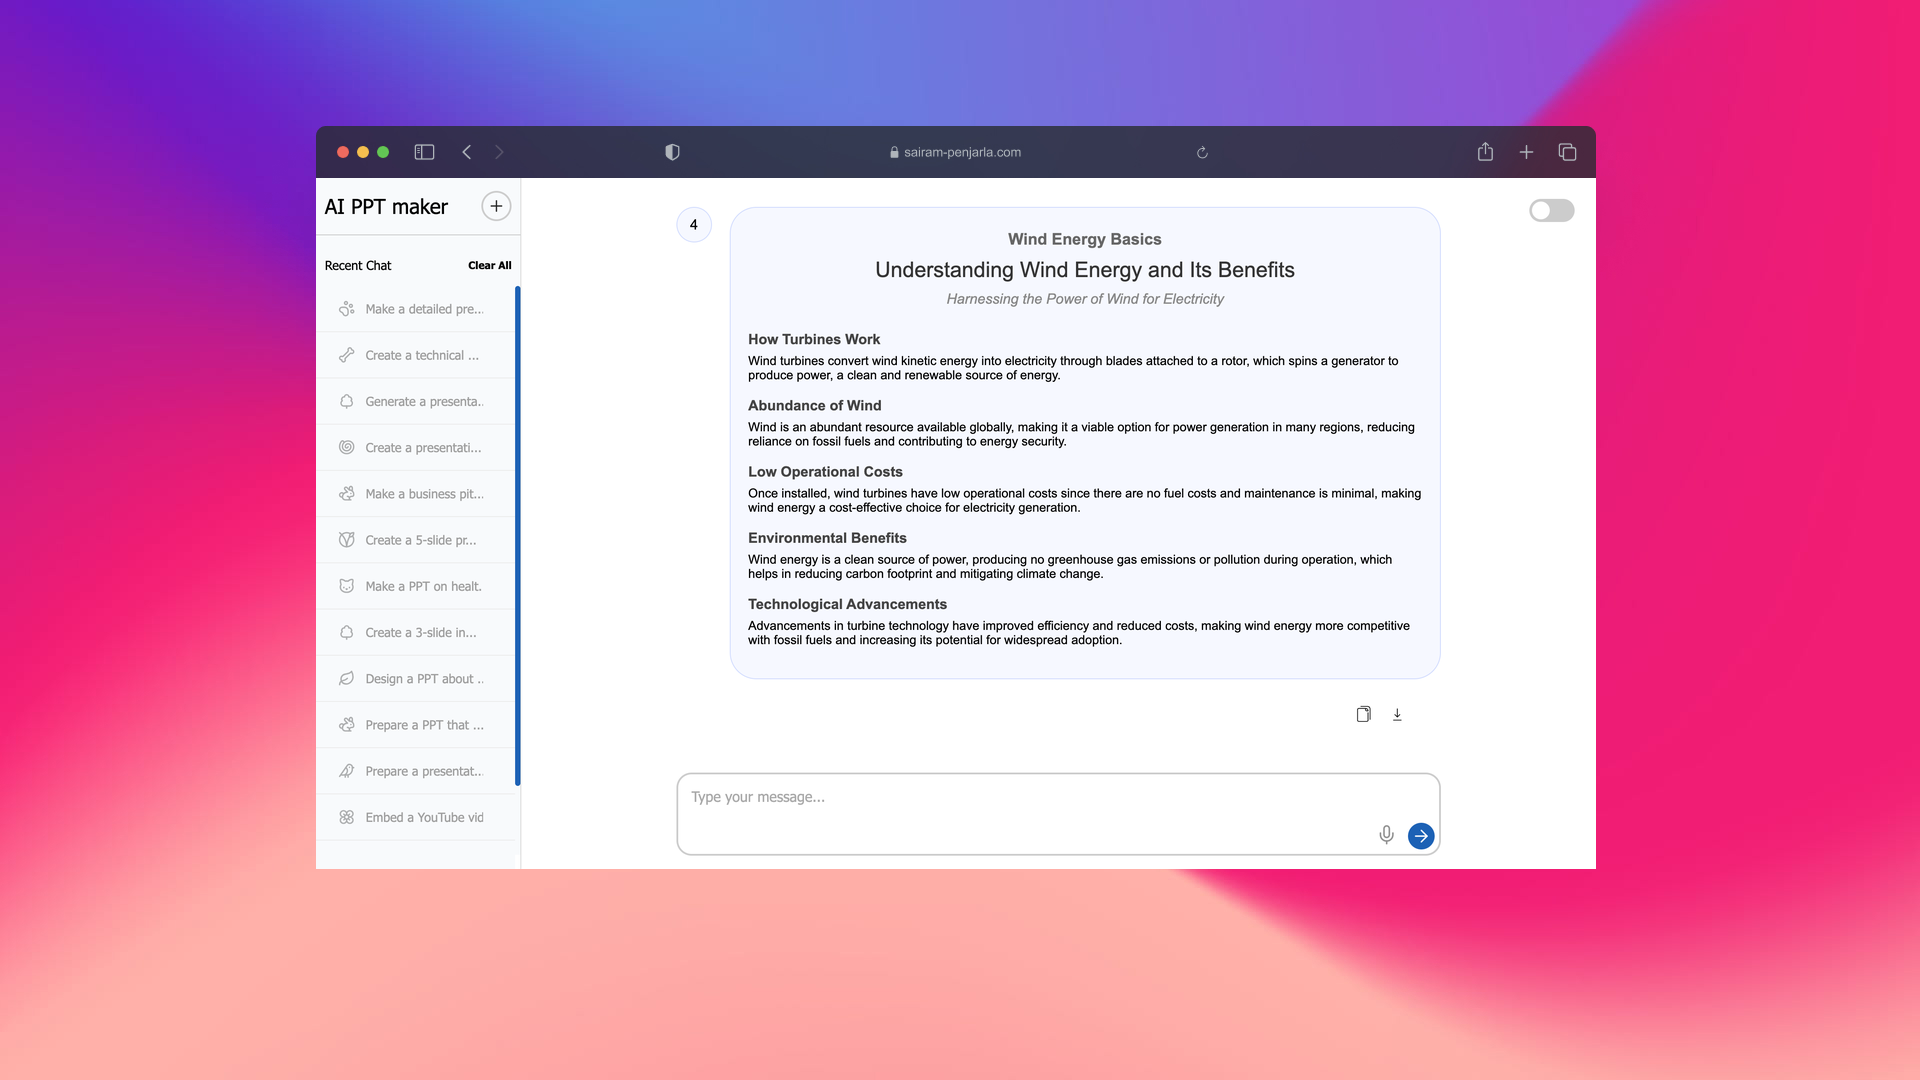 sairam-penjarla.com
AI PPT maker
Recent Chat
Clear All
Make a detailed pre...
Create a technical ...
Generate a presenta..
Create a presentati...
Make a business pit...
Create a 5-slide pr...
Make a PPT on healt.
Create a 3-slide in...
Design a PPT about ..
Prepare a PPT that ...
Prepare a presentat..
Embed a YouTube vid
4
Wind Energy Basics
Understanding Wind Energy and Its Benefits
Harnessing the Power of Wind for Electricity
How Turbines Work
Wind turbines convert wind kinetic energy into electricity through blades attached to a rotor, which spins a generator to
produce power, a clean and renewable source of energy.
Abundance of Wind
Wind is an abundant resource available globally, making it a viable option for power generation in many regions, reducing
reliance on fossil fuels and contributing to energy security.
Low Operational Costs
Once installed, wind turbines have low operational costs since there are no fuel costs and maintenance is minimal, making
wind energy a cost-effective choice for electricity generation.
Environmental Benefits
Wind energy is a clean source of power, producing no greenhouse gas emissions or pollution during operation, which
helps in reducing carbon footprint and mitigating climate change.
Technological Advancements
Advancements in turbine technology have improved efficiency and reduced costs, making wind energy more competitive
with fossil fuels and increasing its potential for widespread adoption.
Type your message...